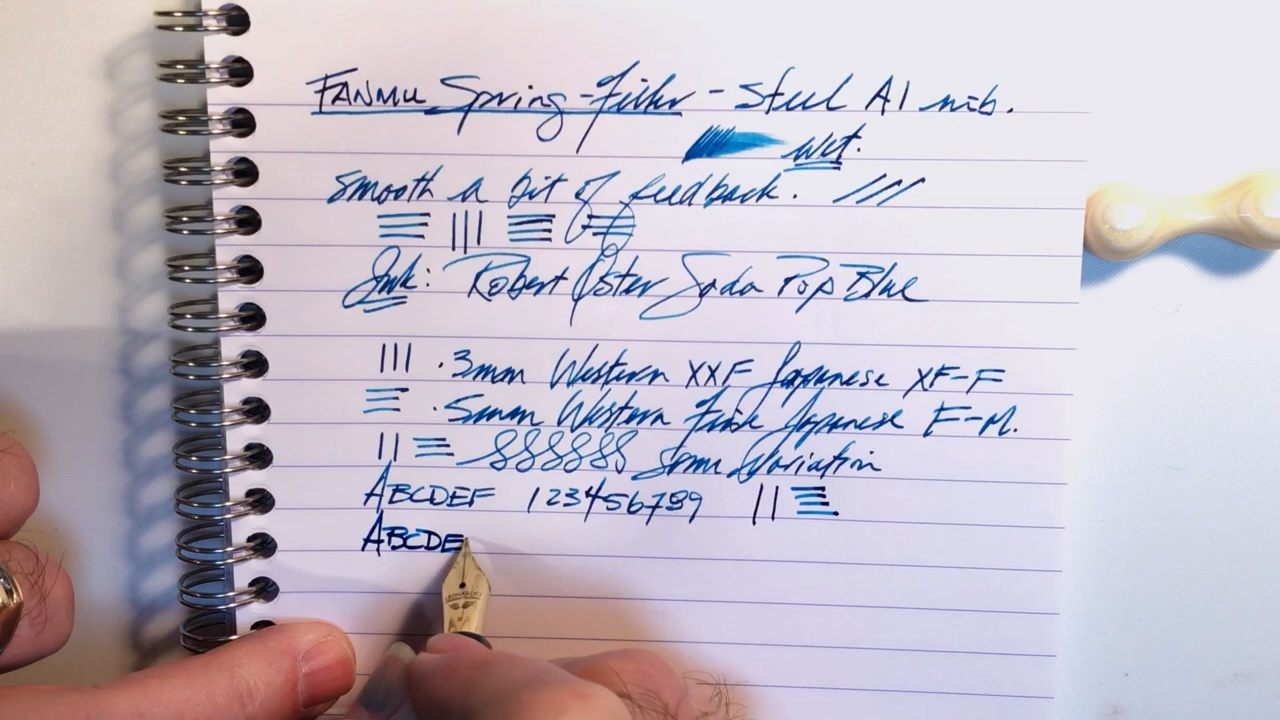 FANMU Spring-Filler - Steel A1 nib.
Wet.
Smooth a bit of feedback.
Ink: Robert Oster Soda Pop Blue
.3mm Western XXF Japanese XF-F
.5mm Western Fine Japanese F-M.
Some Variation
ABCDEF 123456789
ABCDE
LEONARDO